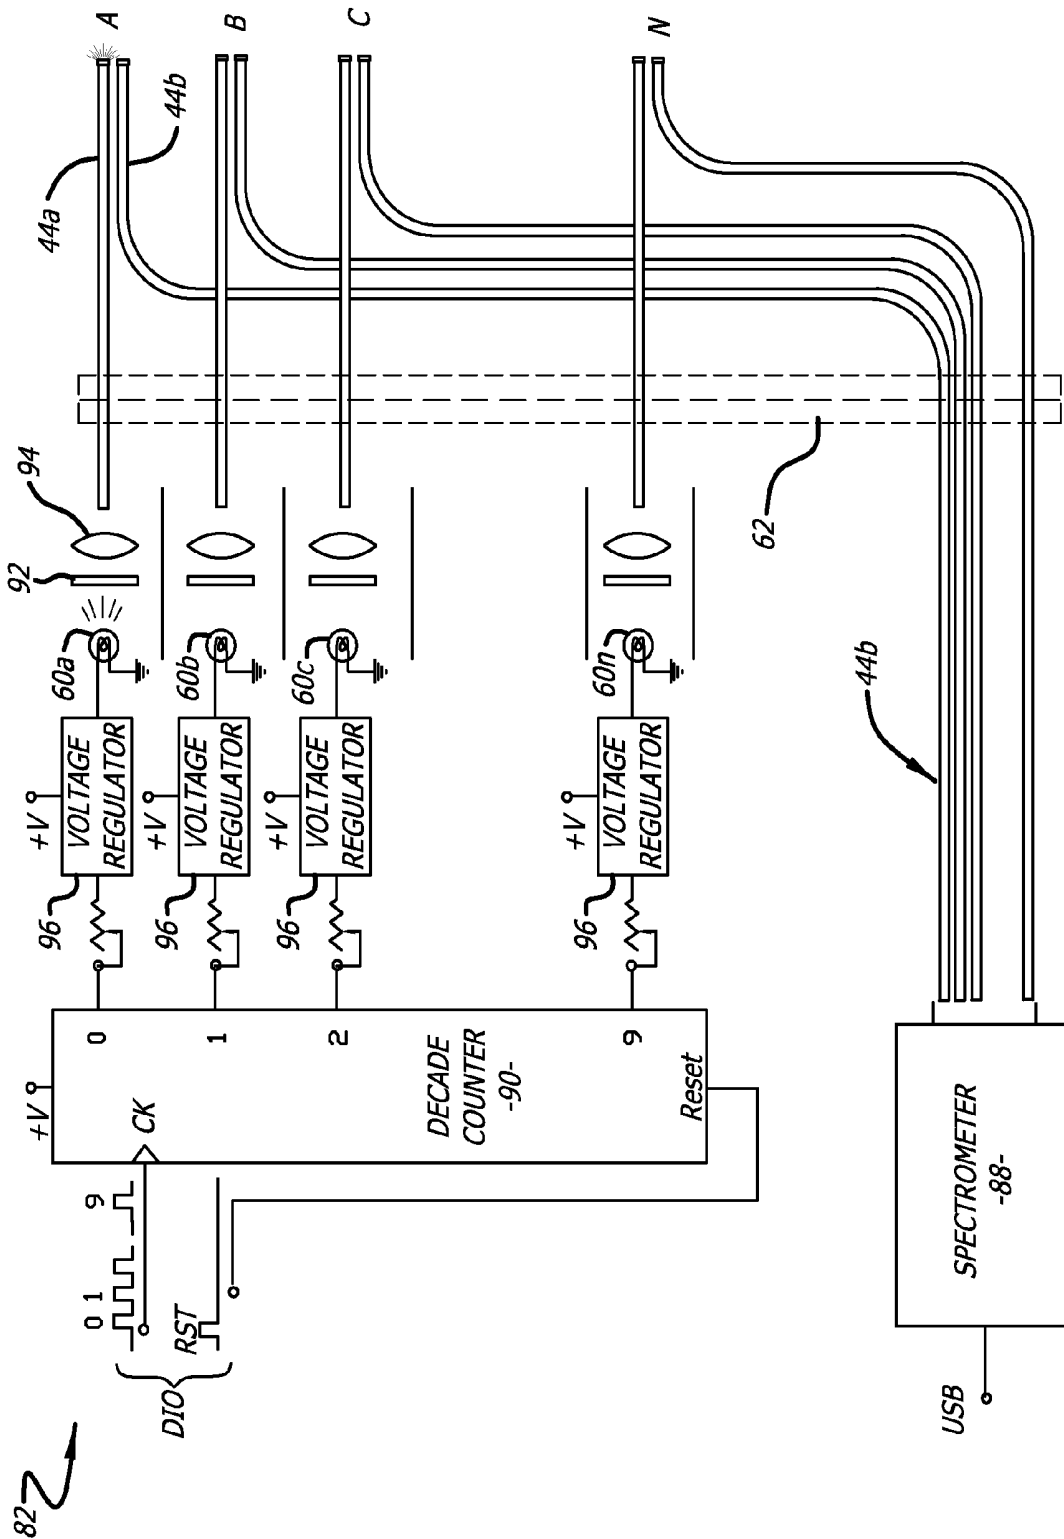 82
DIO
0 1
9
RST
+V
CK
0
1
2
9
DECADE
COUNTER
-90-
Reset
96
+V
VOLTAGE
REGULATOR
60a
92
94
44a
44b
A
96
+V
VOLTAGE
REGULATOR
60b
B
96
+V
VOLTAGE
REGULATOR
60c
C
96
+V
VOLTAGE
REGULATOR
60n
N
62
44b
USB
SPECTROMETER
-88-